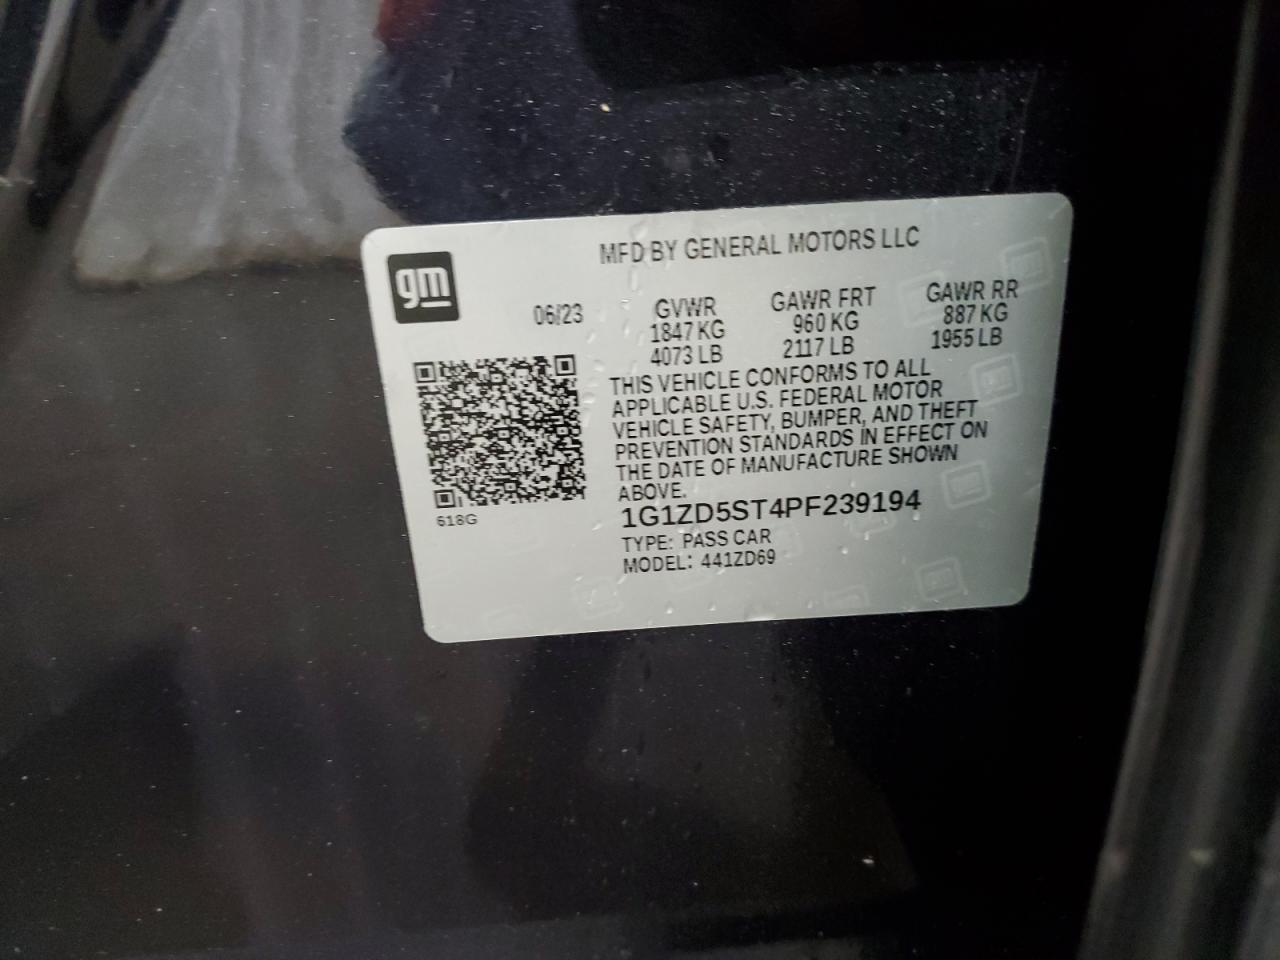 gm
MFD BY GENERAL MOTORS LLC
06/23
GVWR
1847 KG
4073 LB
GAWR FRT
960 KG
2117 LB
GAWR RR
887 KG
1955 LB
THIS VEHICLE CONFORMS TO ALL
APPLICABLE U.S. FEDERAL MOTOR
VEHICLE SAFETY, BUMPER, AND THEFT
PREVENTION STANDARDS IN EFFECT ON
THE DATE OF MANUFACTURE SHOWN
ABOVE.
1G1ZD5ST4PF239194
TYPE: PASS CAR
MODEL: 441ZD69
618G